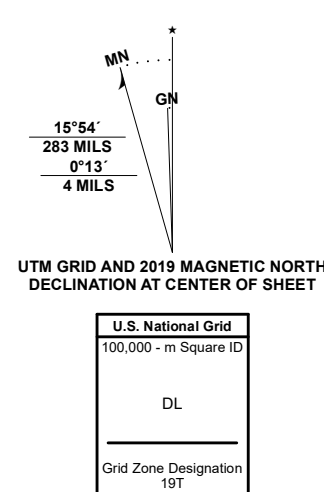 ★
MN
GN
15°54´
283 MILS
0°13´
4 MILS
UTM GRID AND 2019 MAGNETIC NORTH
DECLINATION AT CENTER OF SHEET
U.S. National Grid
100,000 - m Square ID
DL
Grid Zone Designation
19T